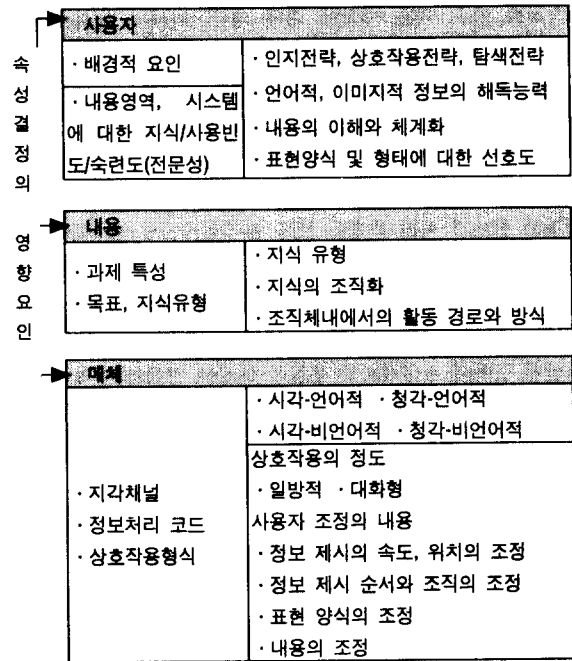 속성결정의 영향요인
사용자
· 배경적 요인
· 내용영역, 시스템
에 대한 지식/사용빈
도/숙련도(전문성)
· 인지전략, 상호작용전략, 탐색전략
· 언어적, 이미지적 정보의 해독능력
· 내용의 이해와 체계화
· 표현양식 및 형태에 대한 선호도
내용
· 과제 특성
· 목표, 지식유형
· 지식 유형
· 지식의 조직화
· 조직체내에서의 활동 경로와 방식
매체
· 지각채널
· 정보처리 코드
· 상호작용형식
· 시각-언어적 · 청각-언어적
· 시각-비언어적 · 청각-비언어적
상호작용의 정도
· 일방적 · 대화형
사용자 조정의 내용
· 정보 제시의 속도, 위치의 조정
· 정보 제시 순서와 조직의 조정
· 표현 양식의 조정
· 내용의 조정